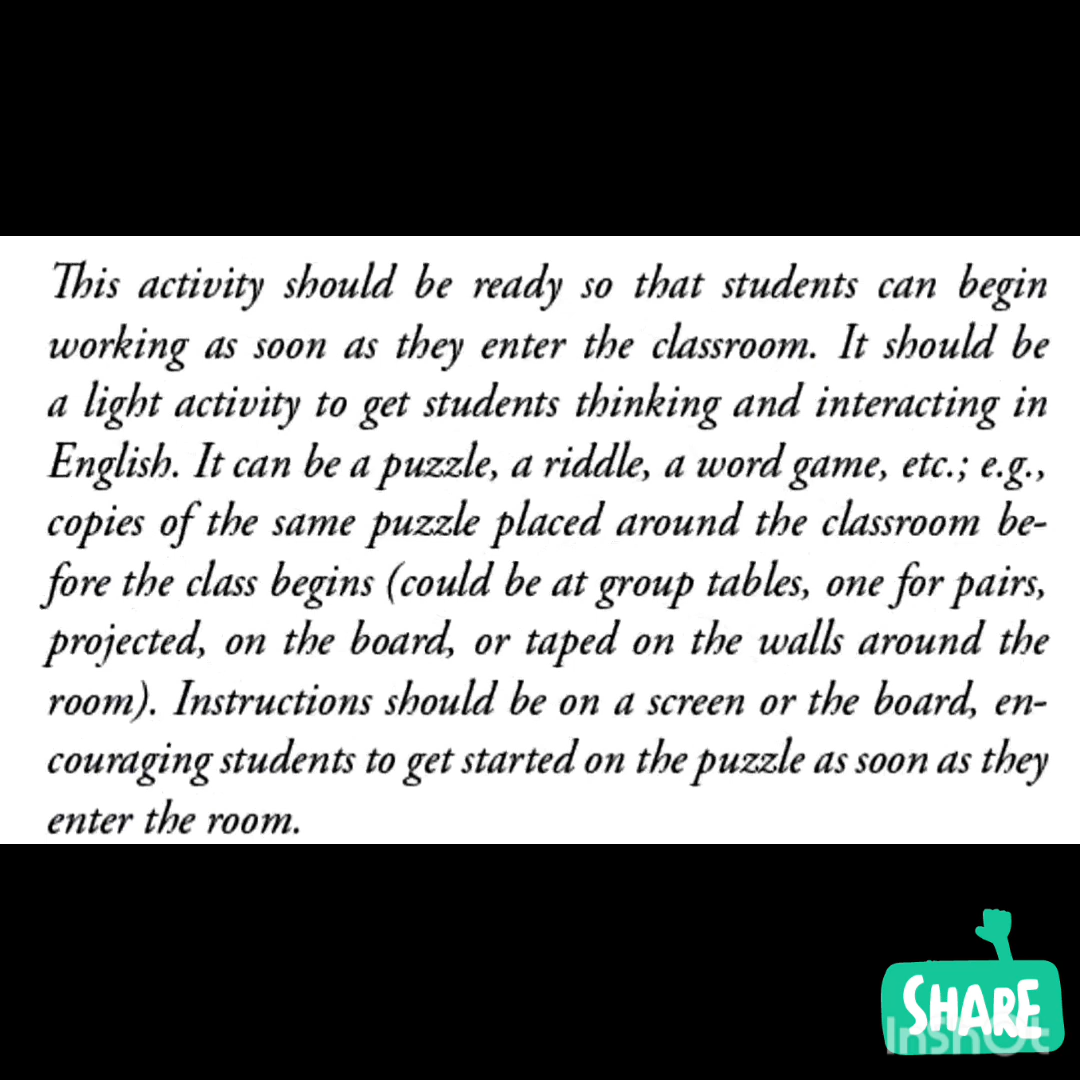 This activity should be ready so that students can begin
working as soon as they enter the classroom. It should be
a light activity to get students thinking and interacting in
English. It can be a puzzle, a riddle, a word game, etc.; e.g.,
copies of the same puzzle placed around the classroom be-
fore the class begins (could be at group tables, one for pairs,
projected, on the board, or taped on the walls around the
room). Instructions should be on a screen or the board, en-
couraging students to get started on the puzzle as soon as they
enter the room.
SHARE
InShOt